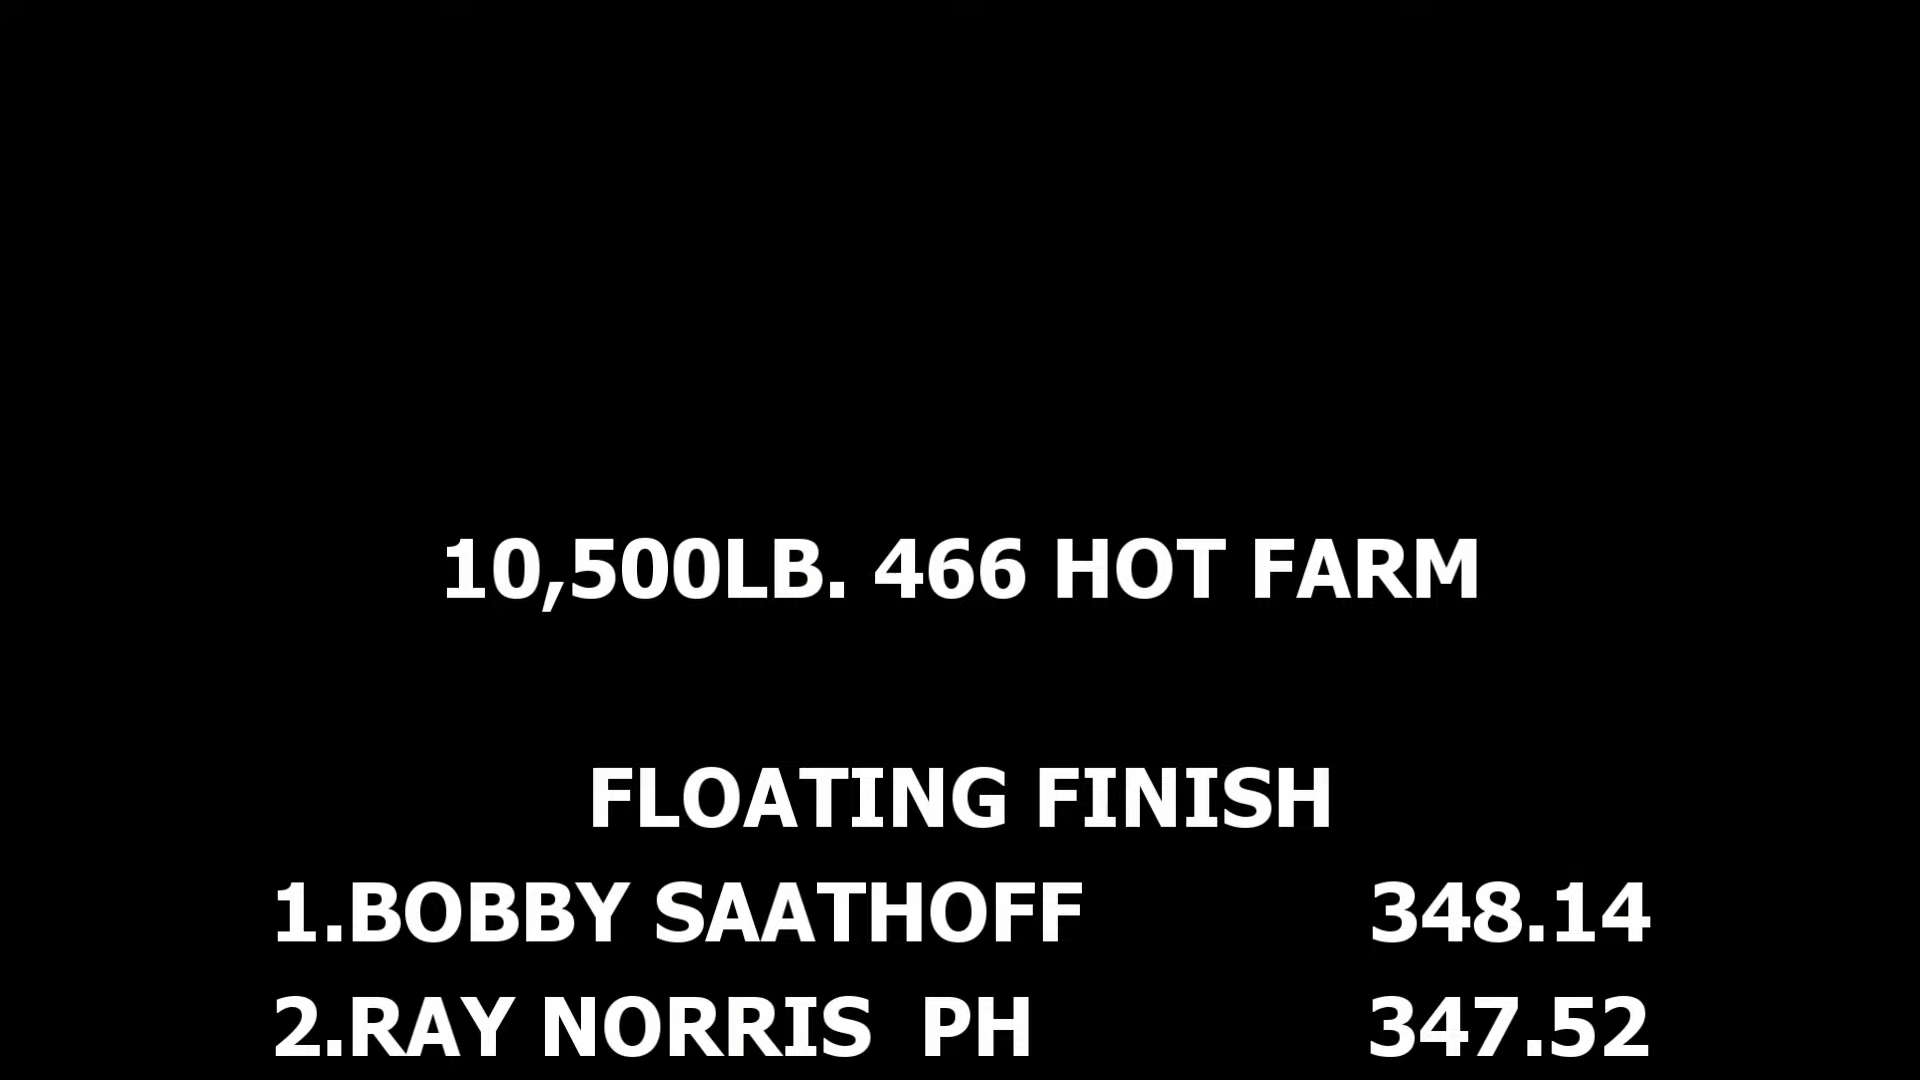 10,500LB. 466 HOT FARM
FLOATING FINISH
1.BOBBY SAATHOFF 348.14
2.RAY NORRIS  PH 347.52